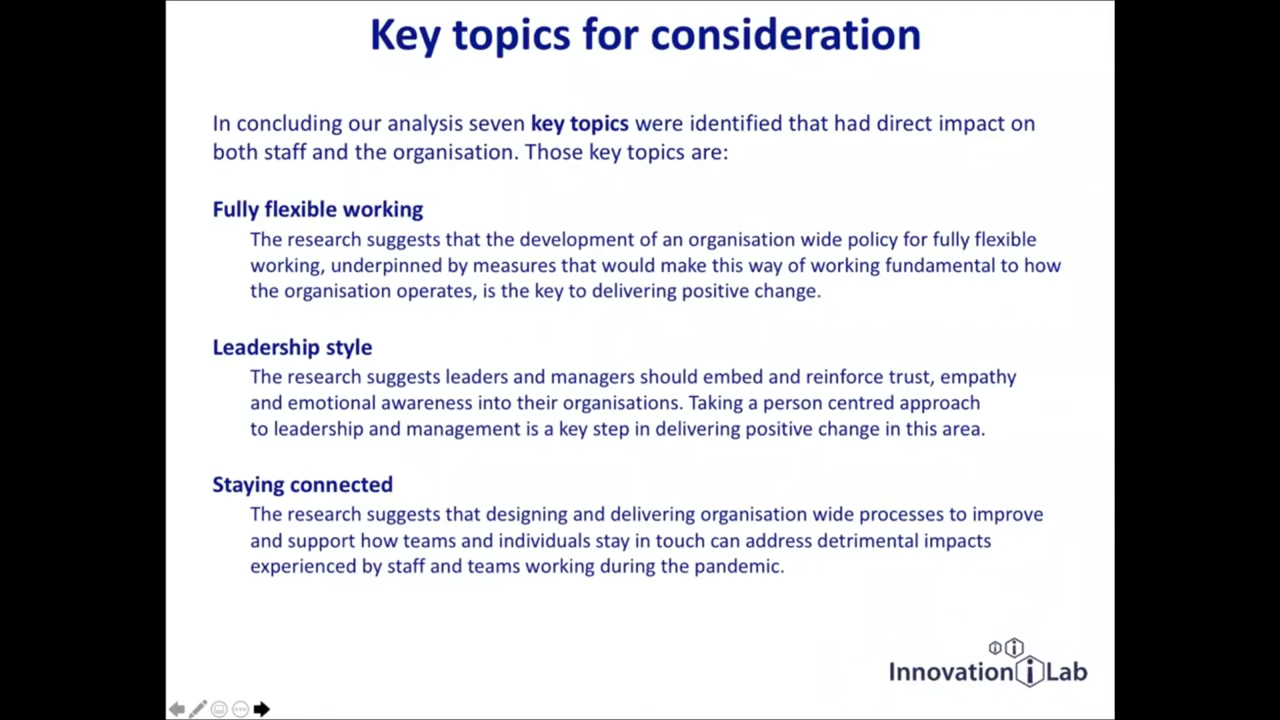 Key topics for consideration
In concluding our analysis seven key topics were identified that had direct impact on
both staff and the organisation. Those key topics are:
Fully flexible working
The research suggests that the development of an organisation wide policy for fully flexible
working, underpinned by measures that would make this way of working fundamental to how
the organisation operates, is the key to delivering positive change.
Leadership style
The research suggests leaders and managers should embed and reinforce trust, empathy
and emotional awareness into their organisations. Taking a person centred approach
to leadership and management is a key step in delivering positive change in this area.
Staying connected
The research suggests that designing and delivering organisation wide processes to improve
and support how teams and individuals stay in touch can address detrimental impacts
experienced by staff and teams working during the pandemic.
Innovation i Lab